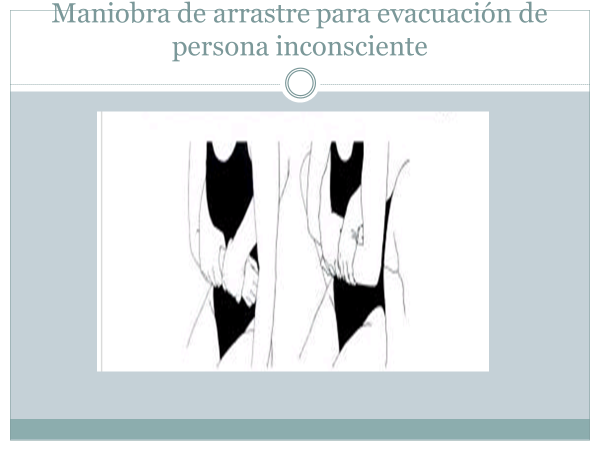 Maniobra de arrastre para evacuación de
persona inconsciente